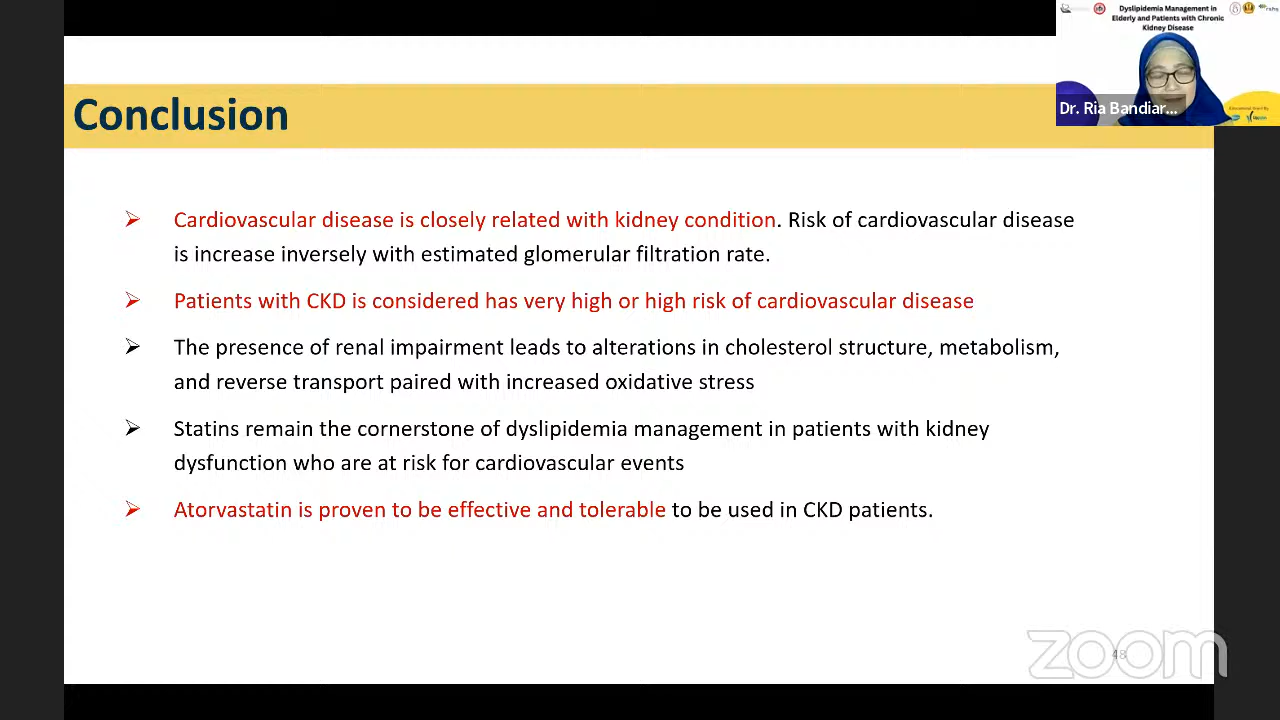 Dyslipidemia Management in
Elderly and Patients with Chronic
Kidney Disease
Dr. Ria Bandiar...
Conclusion
➢ Cardiovascular disease is closely related with kidney condition. Risk of cardiovascular disease
is increase inversely with estimated glomerular filtration rate.
➢ Patients with CKD is considered has very high or high risk of cardiovascular disease
➢ The presence of renal impairment leads to alterations in cholesterol structure, metabolism,
and reverse transport paired with increased oxidative stress
➢ Statins remain the cornerstone of dyslipidemia management in patients with kidney
dysfunction who are at risk for cardiovascular events
➢ Atorvastatin is proven to be effective and tolerable to be used in CKD patients.
48
zoom